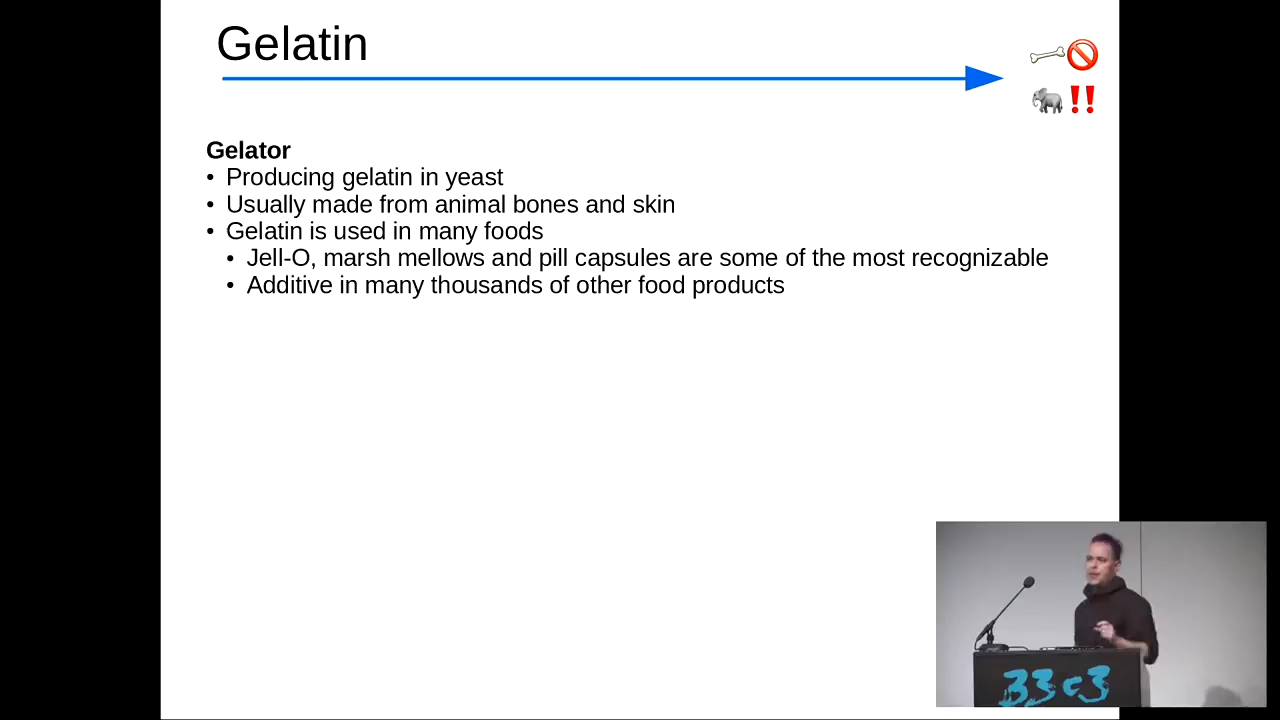 Gelatin
Gelator
• Producing gelatin in yeast
• Usually made from animal bones and skin
• Gelatin is used in many foods
• Jell-O, marsh mellows and pill capsules are some of the most recognizable
• Additive in many thousands of other food products
33c3